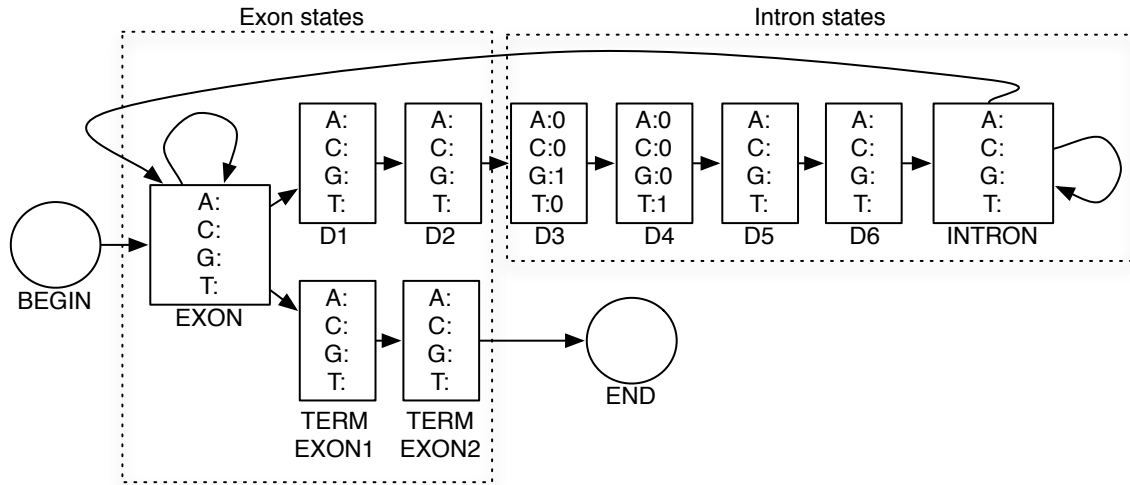 Exon states
Intron states
A:
C:
G:
T:
D1
A:
C:
G:
T:
D2
A:0
C:0
G:1
T:0
D3
A:0
C:0
G:0
T:1
D4
A:
C:
G:
T:
D5
A:
C:
G:
T:
D6
A:
C:
G:
T:
INTRON
BEGIN
A:
C:
G:
T:
EXON
A:
C:
G:
T:
TERM
EXON1
A:
C:
G:
T:
TERM
EXON2
END